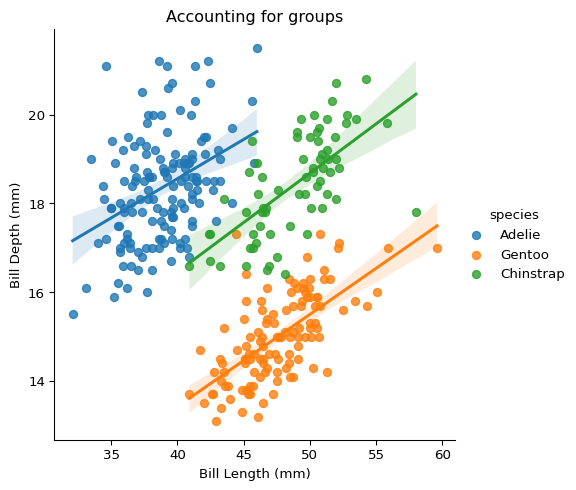 Accounting for groups
Bill Depth (mm)
20
18
16
14
35 40 45 50 55 60
Bill Length (mm)
species
Adelie
Gentoo
Chinstrap